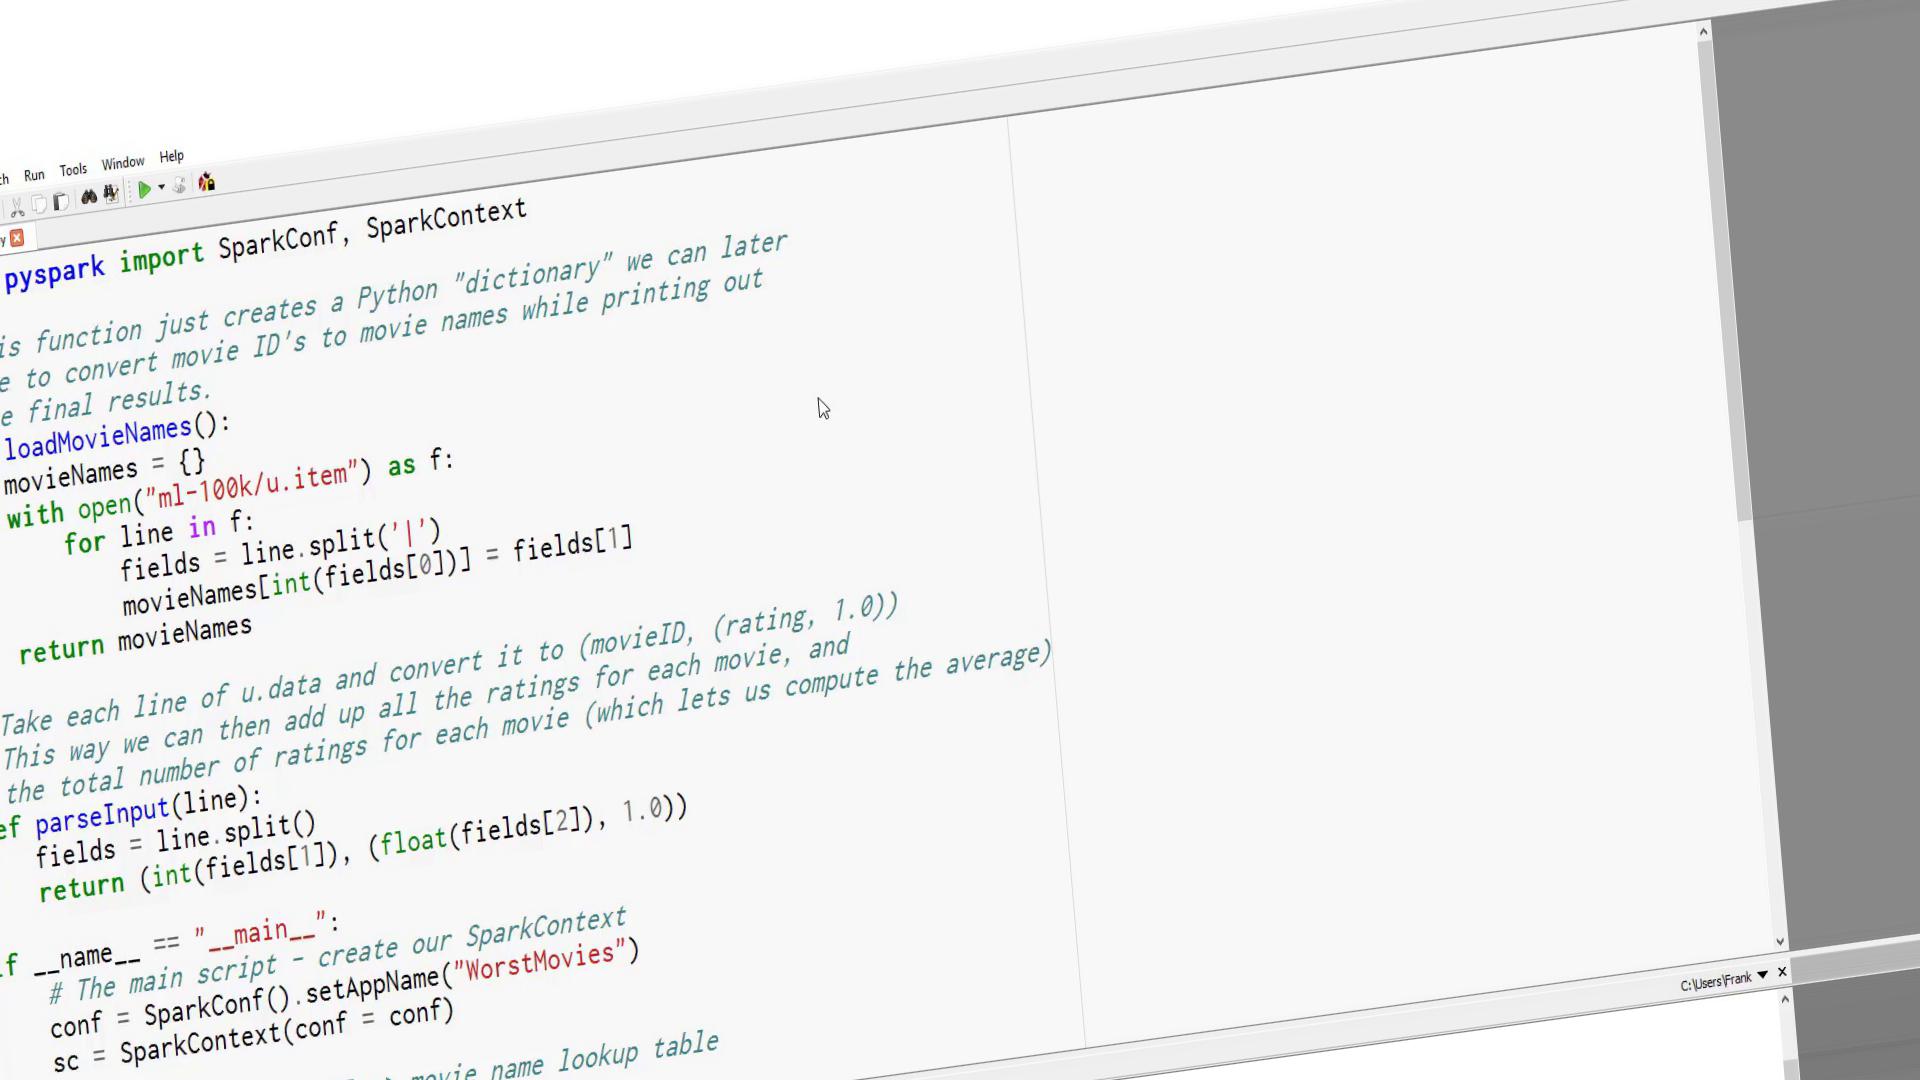 Run Tools Window Help
pyspark import SparkConf, SparkContext
is function just creates a Python "dictionary" we can later
e to convert movie ID's to movie names while printing out
e final results.
loadMovieNames():
movieNames = {}
with open("ml-100k/u.item") as f:
for line in f:
fields = line.split('|')
movieNames[int(fields[0])] = fields[1]
return movieNames
Take each line of u.data and convert it to (movieID, (rating, 1.0))
This way we can then add up all the ratings for each movie, and
the total number of ratings for each movie (which lets us compute the average)
ef parseInput(line):
fields = line.split()
return (int(fields[1]), (float(fields[2]), 1.0))
if __name__ == "__main__":
# The main script - create our SparkContext
conf = SparkConf().setAppName("WorstMovies")
sc = SparkContext(conf = conf)
movie name lookup table
C:\Users\Frank